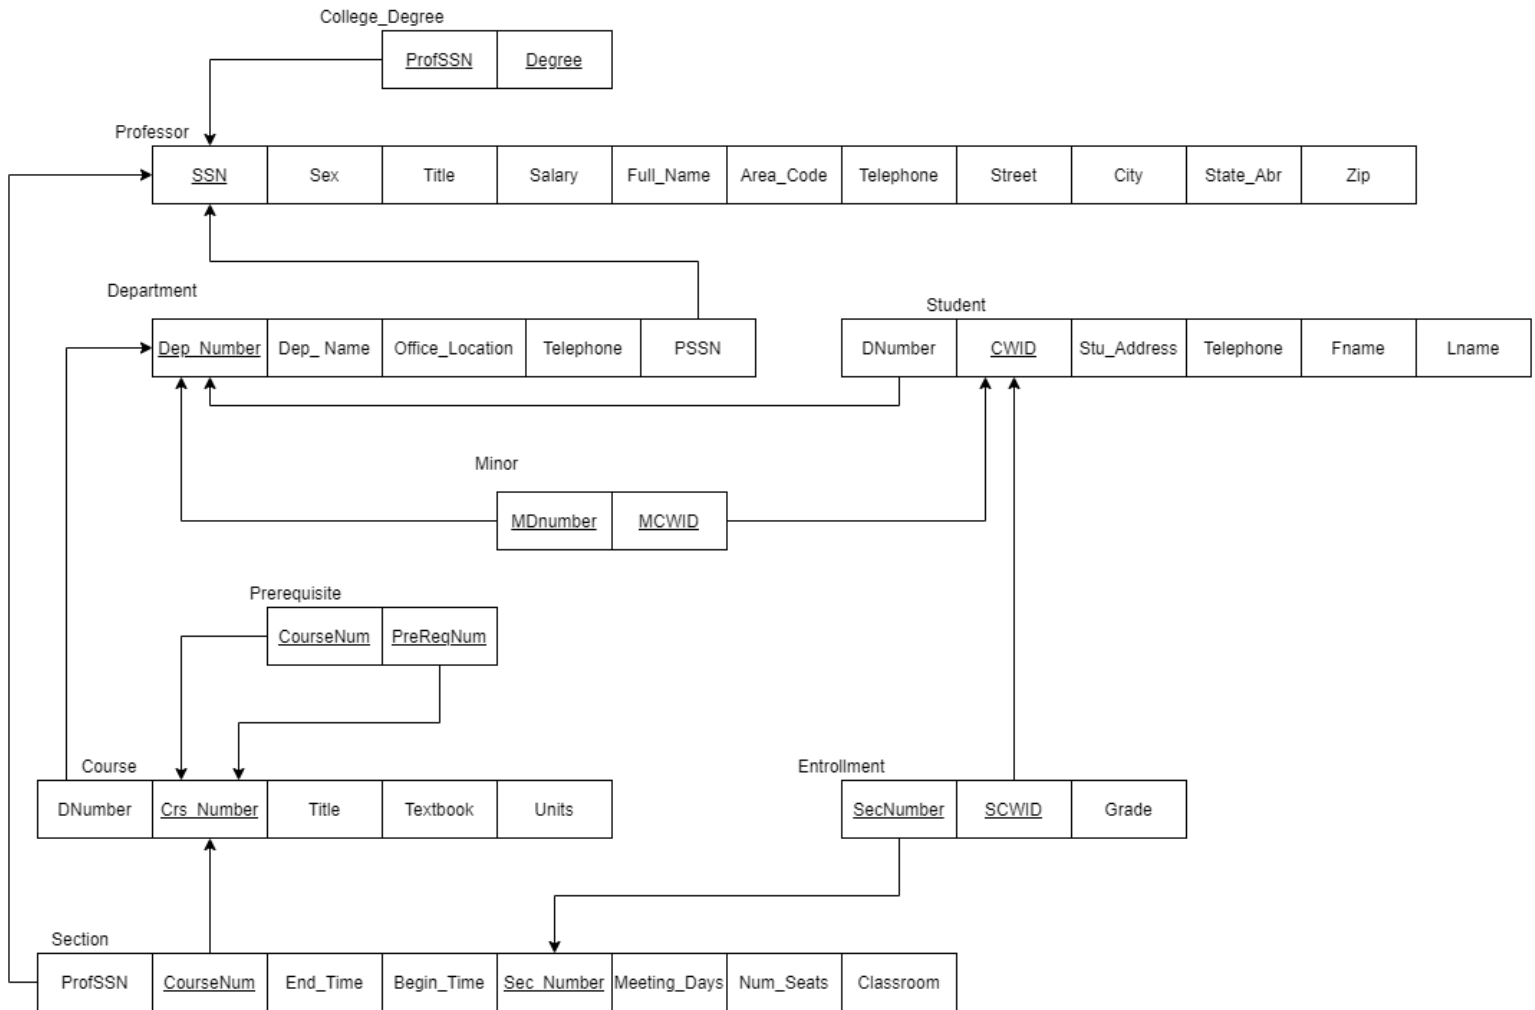 College_Degree
ProfSSN Degree
Professor
SSN Sex Title Salary Full_Name Area_Code Telephone Street City State_Abr Zip
Department
Dep_Number Dep_ Name Office_Location Telephone PSSN
Student
DNumber CWID Stu_Address Telephone Fname Lname
Minor
MDnumber MCWID
Prerequisite
CourseNum PreReqNum
Course
DNumber Crs_Number Title Textbook Units
Entrollment
SecNumber SCWID Grade
Section
ProfSSN CourseNum End_Time Begin_Time Sec_Number Meeting_Days Num_Seats Classroom